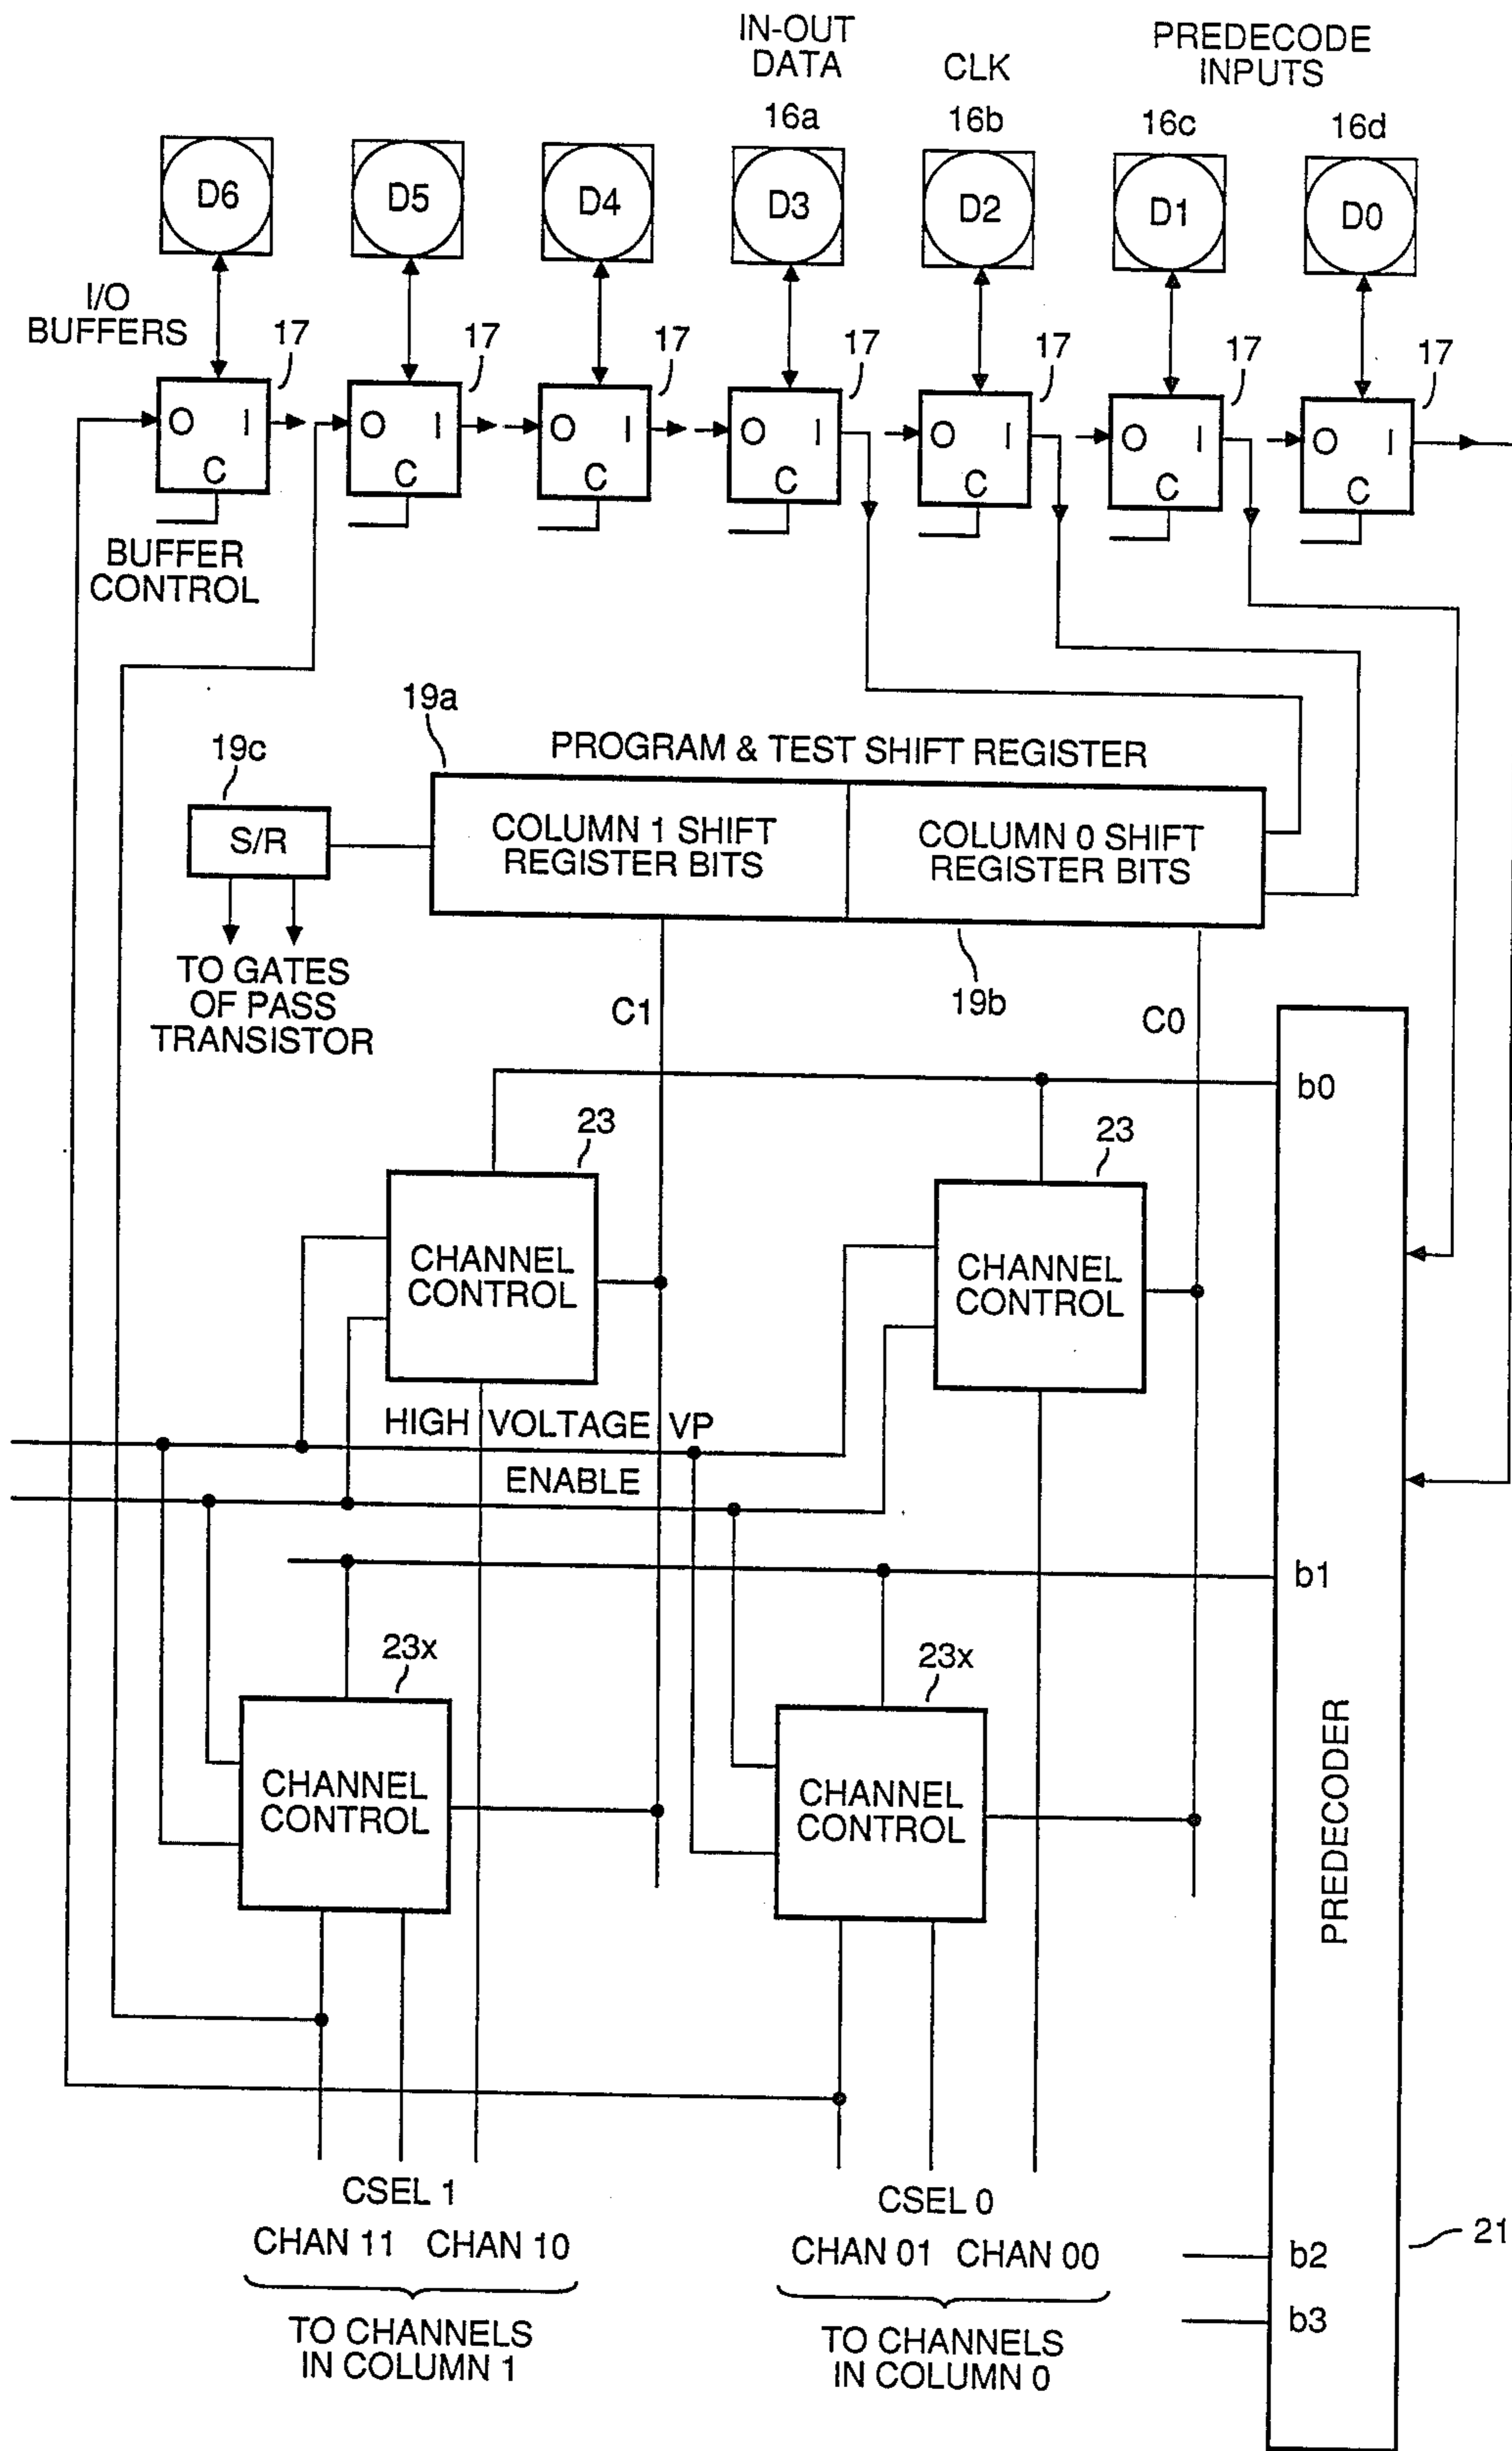 IN-OUT
DATA
CLK
PREDECODE
INPUTS
16a
16b
16c
16d
D6
D5
D4
D3
D2
D1
D0
I/O
BUFFERS
17
17
17
17
17
17
17
O I
C
O I
C
O I
C
O I
C
O I
C
O I
C
O I
C
BUFFER
CONTROL
19a
PROGRAM & TEST SHIFT REGISTER
19c
S/R
COLUMN 1 SHIFT
REGISTER BITS
COLUMN 0 SHIFT
REGISTER BITS
TO GATES
OF PASS
TRANSISTOR
19b
C1
C0
b0
23
23
CHANNEL
CONTROL
CHANNEL
CONTROL
HIGH VOLTAGE VP
ENABLE
b1
23x
23x
CHANNEL
CONTROL
CHANNEL
CONTROL
PREDECODER
CSEL 1
CSEL 0
CHAN 11 CHAN 10
CHAN 01 CHAN 00
21
b2
b3
TO CHANNELS
IN COLUMN 1
TO CHANNELS
IN COLUMN 0